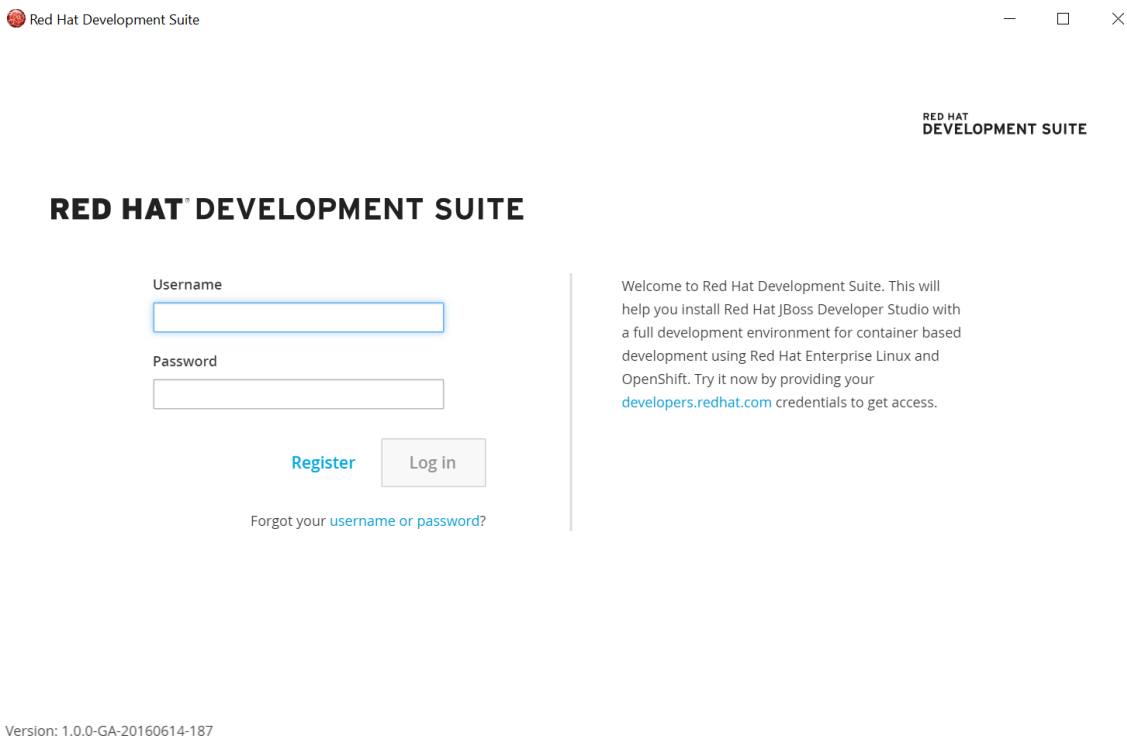 Red Hat Development Suite
RED HAT
DEVELOPMENT SUITE
RED HAT DEVELOPMENT SUITE
Username
Password
Register
Log in
Forgot your username or password?
Welcome to Red Hat Development Suite. This will
help you install Red Hat JBoss Developer Studio with
a full development environment for container based
development using Red Hat Enterprise Linux and
OpenShift. Try it now by providing your
developers.redhat.com credentials to get access.
Version: 1.0.0-GA-20160614-187